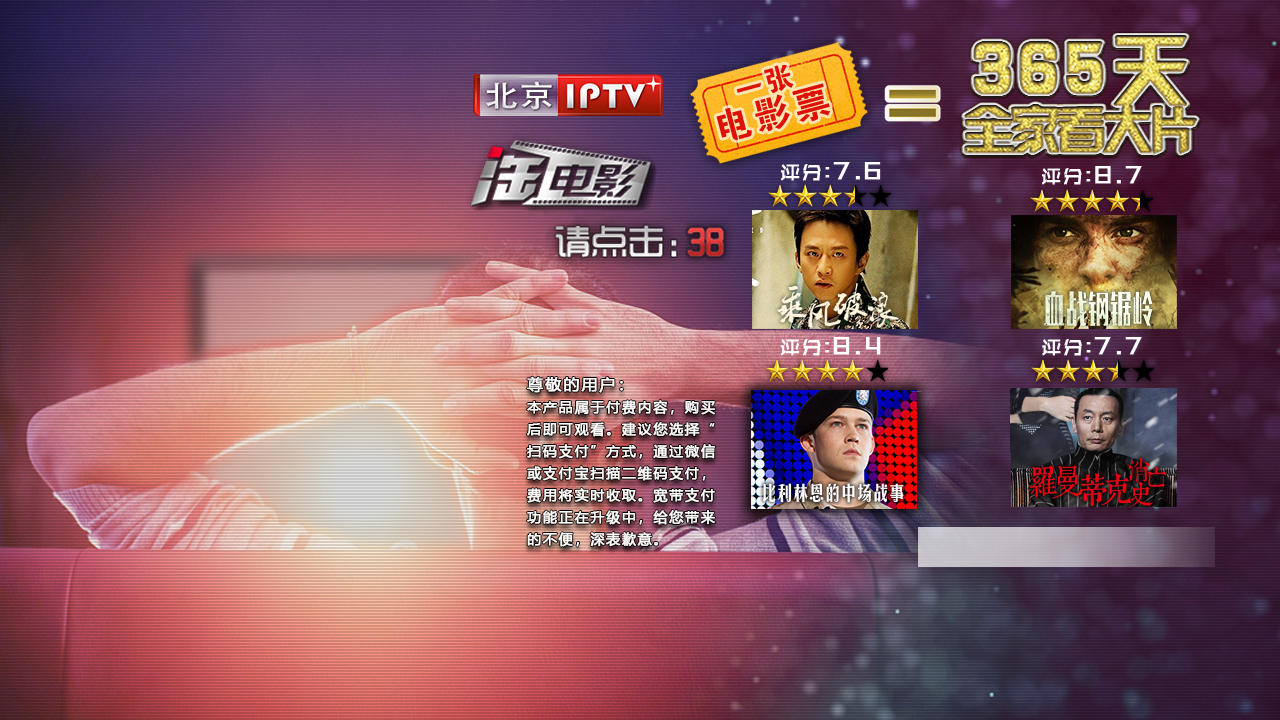 北京IPTV
一张
电影票
=
365天
全家看大片
淘电影
请点击:38
评分:7.6
乘风破浪
评分:8.7
血战钢锯岭
评分:8.4
比利林恩的中场战事
评分:7.7
羅曼蒂克消亡史
尊敬的用户：
本产品属于付费内容，购买
后即可观看。建议您选择“
扫码支付”方式，通过微信
或支付宝扫描二维码支付，
费用将实时收取。宽带支付
功能正在升级中，给您带来
的不便，深表歉意。